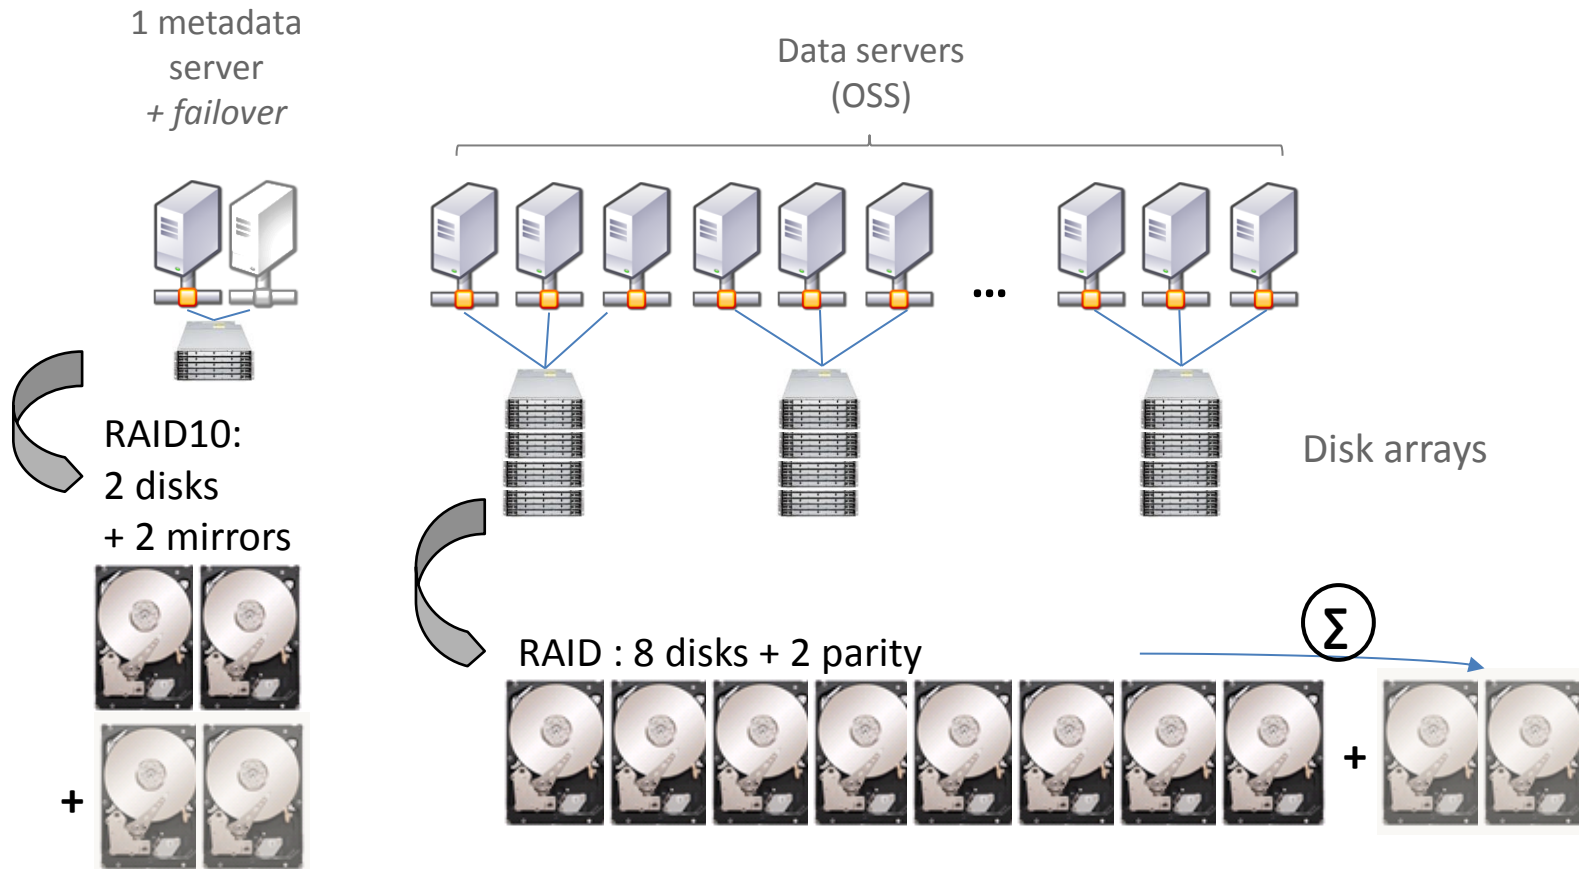 1 metadata
server
+ failover
Data servers
(OSS)
...
RAID10:
2 disks
+ 2 mirrors
Disk arrays
RAID : 8 disks + 2 parity
Σ
+
+